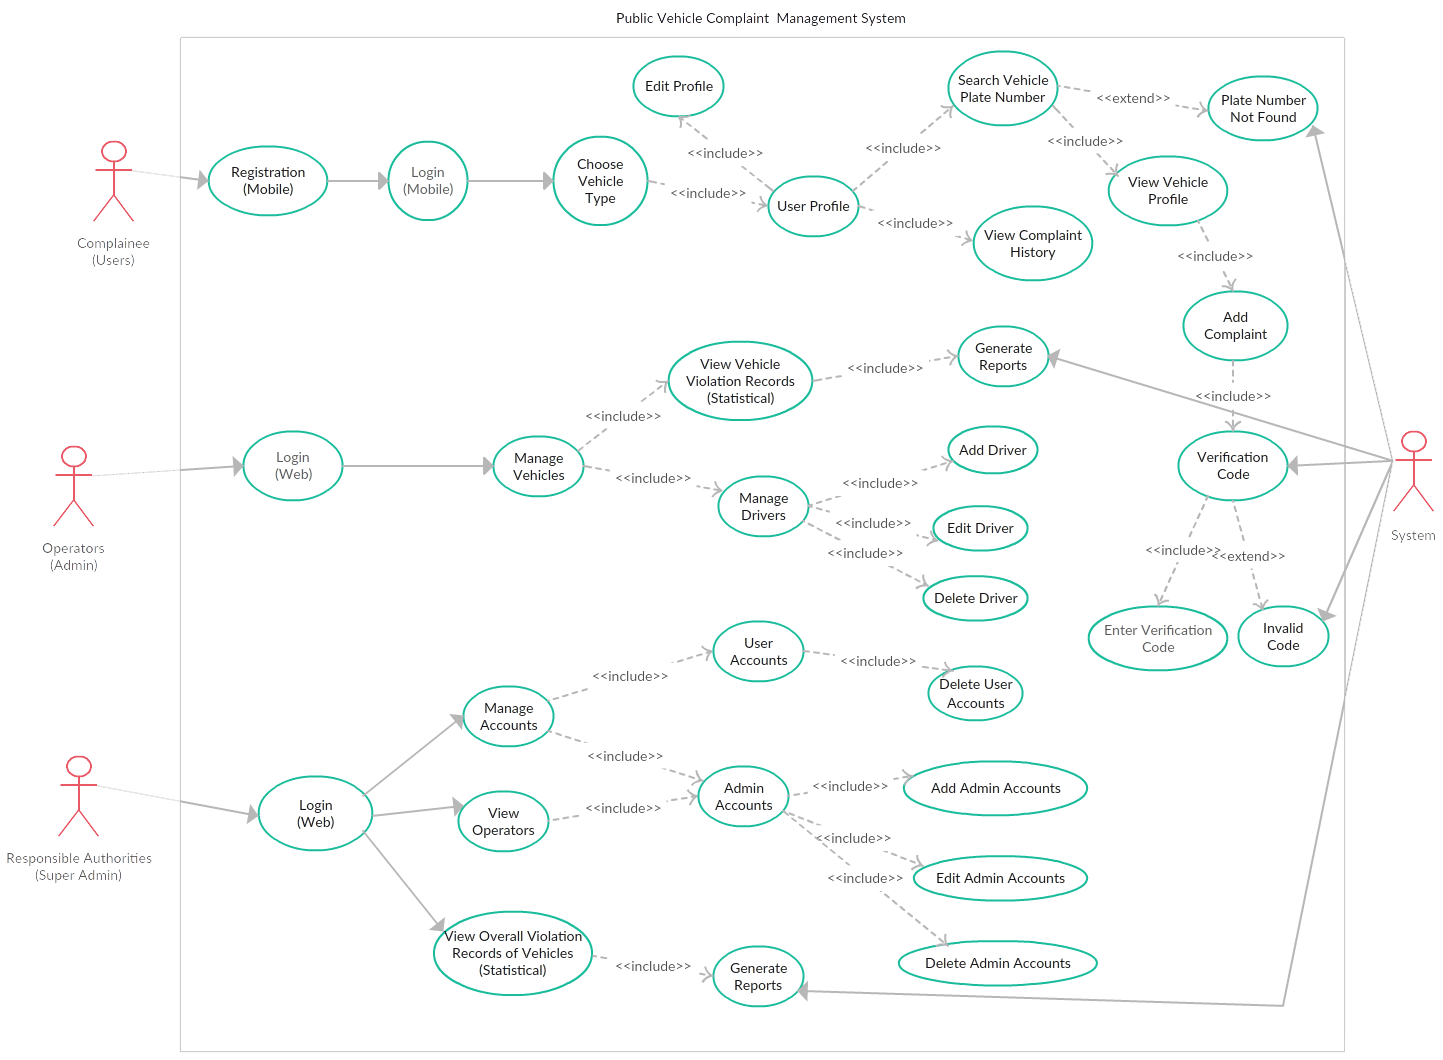 Public Vehicle Complaint  Management System
Edit Profile
Search Vehicle
Plate Number
<<extend>>
Plate Number
Not Found
<<include>>
<<include>>
<<include>>
Registration
(Mobile)
Login
(Mobile)
Choose
Vehicle
Type
<<include>>
User Profile
View Vehicle
Profile
<<include>>
View Complaint
History
Complainee
(Users)
<<include>>
Add
Complaint
Generate
Reports
View Vehicle
Violation Records
(Statistical)
<<include>>
<<include>>
<<include>>
Login
(Web)
Manage
Vehicles
<<include>>
Add Driver
<<include>>
Verification
Code
Manage
Drivers
<<include>>
Edit Driver
<<include>>
Operators
(Admin)
System
<<include>>
<<extend>>
Delete Driver
Enter Verification
Code
Invalid
Code
User
Accounts
<<include>>
<<include>>
Delete User
Accounts
Manage
Accounts
<<include>>
Login
(Web)
View
Operators
<<include>>
Admin
Accounts
<<include>>
Add Admin Accounts
<<include>>
<<include>>
Edit Admin Accounts
Responsible Authorities
(Super Admin)
View Overall Violation
Records of Vehicles
(Statistical)
<<include>>
Generate
Reports
Delete Admin Accounts